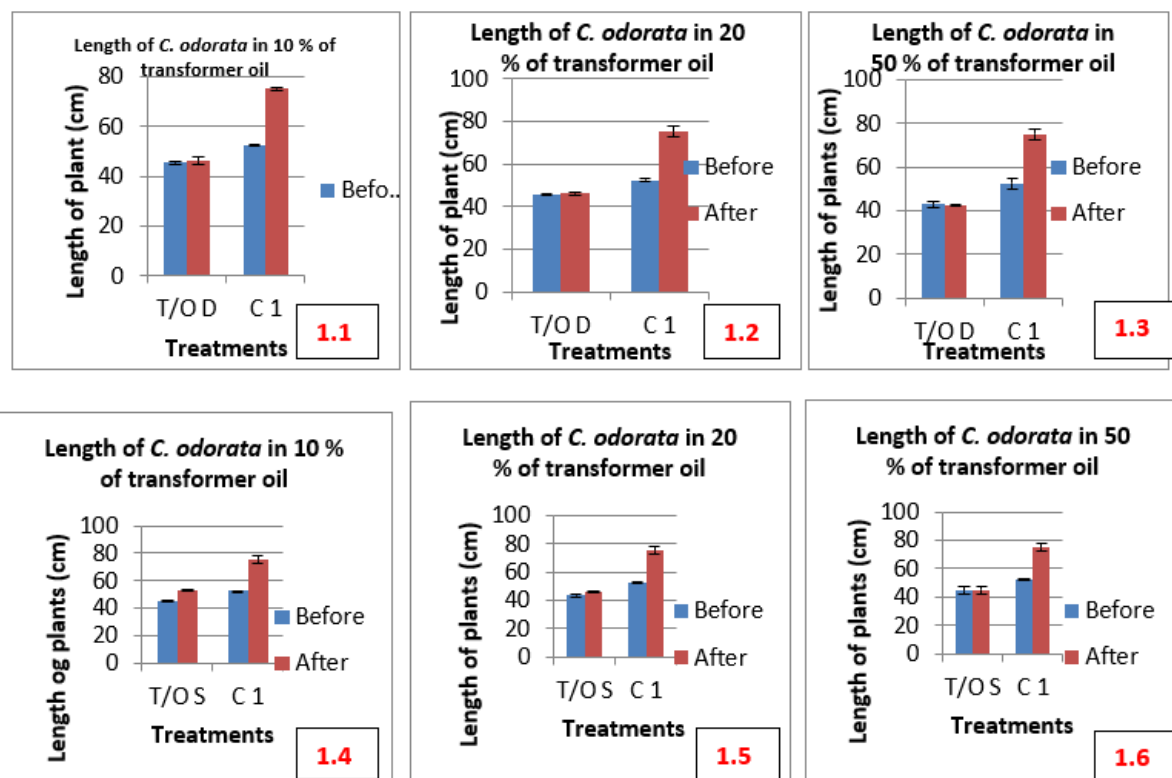 Length of C. odorata in 10 % of
transformer oil
80
60
40
20
0
Length of plant (cm)
T/O D C 1
Treatments
Befo..
1.1
Length of C. odorata in 20
% of transformer oil
100
80
60
40
20
0
Length of plant (cm)
T/O D C 1
Treatments
Before
After
1.2
Length of C. odorata in
50 % of transformer oil
100
80
60
40
20
0
Length of plants (cm)
T/O D C 1
Treatments
Before
After
1.3
Length of C. odorata in 10 %
of transformer oil
100
80
60
40
20
0
Length og plants (cm)
T/O S C 1
Treatments
Before
After
1.4
Length of C. odorata in 20
% of transformer oil
100
80
60
40
20
0
Length of plants (cm)
T/O S C 1
Treatments
Before
After
1.5
Length of C. odorata in 50
% of transformer oil
100
80
60
40
20
0
Length of plants (cm)
T/O S C 1
Treatments
Before
After
1.6